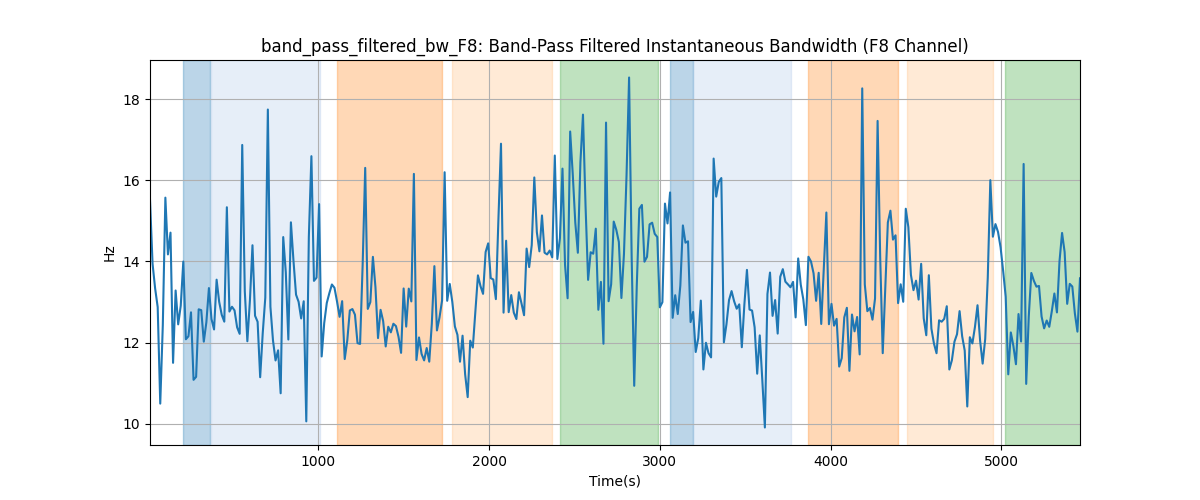 band_pass_filtered_bw_F8: Band-Pass Filtered Instantaneous Bandwidth (F8 Channel)
18
16
14
12
10
Hz
1000 2000 3000 4000 5000
Time(s)